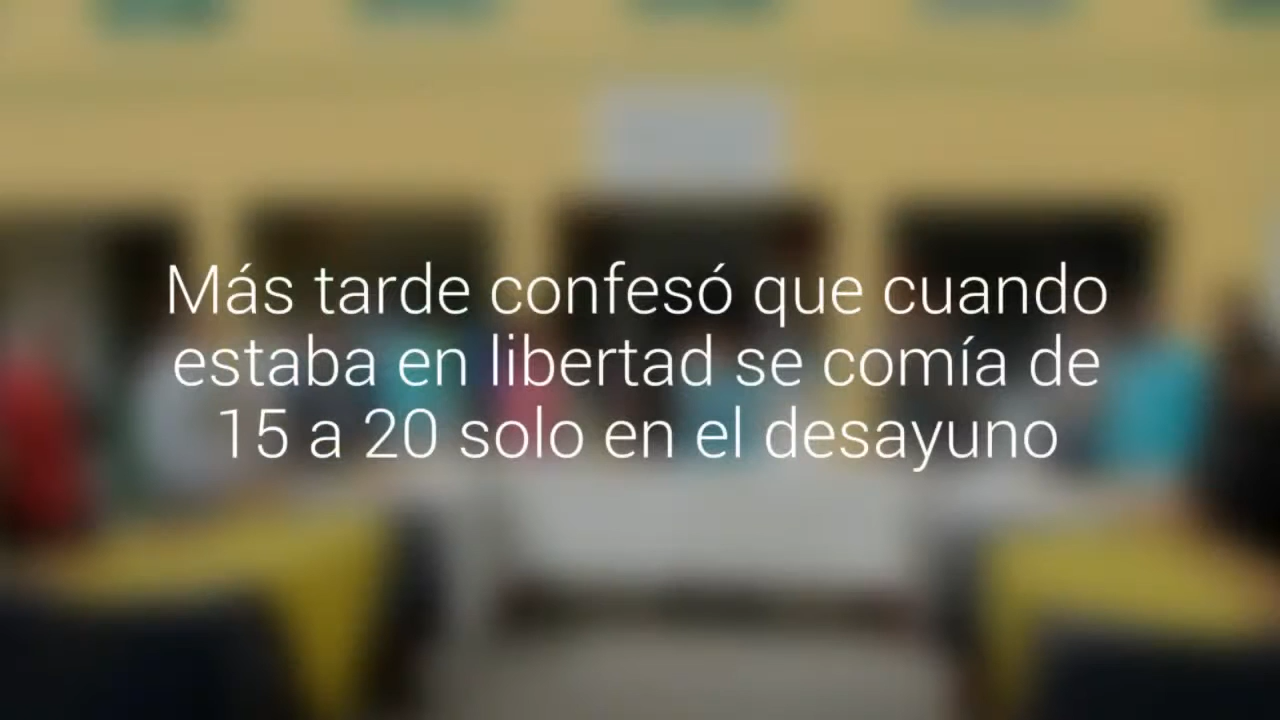 Más tarde confesó que cuando
estaba en libertad se comía de
15 a 20 solo en el desayuno